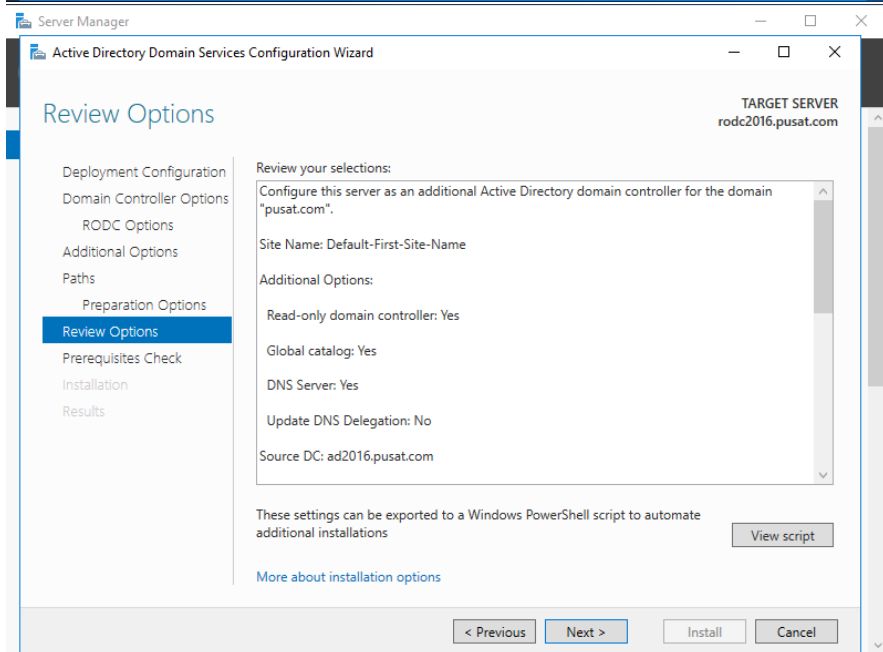 Server Manager
Active Directory Domain Services Configuration Wizard
Review Options
TARGET SERVER
rodc2016.pusat.com
Deployment Configuration
Domain Controller Options
RODC Options
Additional Options
Paths
Preparation Options
Review Options
Prerequisites Check
Installation
Results
Review your selections:
Configure this server as an additional Active Directory domain controller for the domain
"pusat.com".
Site Name: Default-First-Site-Name
Additional Options:
Read-only domain controller: Yes
Global catalog: Yes
DNS Server: Yes
Update DNS Delegation: No
Source DC: ad2016.pusat.com
These settings can be exported to a Windows PowerShell script to automate
additional installations
View script
More about installation options
< Previous
Next >
Install
Cancel